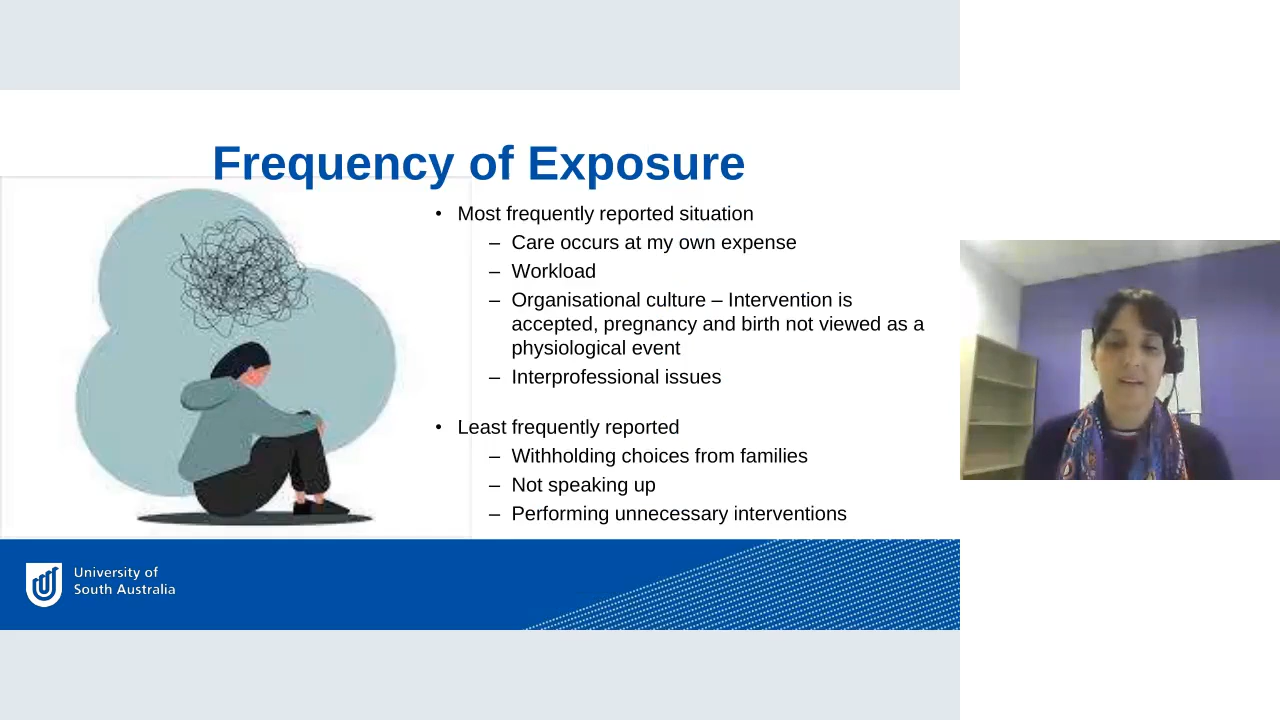 Frequency of Exposure
• Most frequently reported situation
– Care occurs at my own expense
– Workload
– Organisational culture – Intervention is
accepted, pregnancy and birth not viewed as a
physiological event
– Interprofessional issues
• Least frequently reported
– Withholding choices from families
– Not speaking up
– Performing unnecessary interventions
University of
South Australia